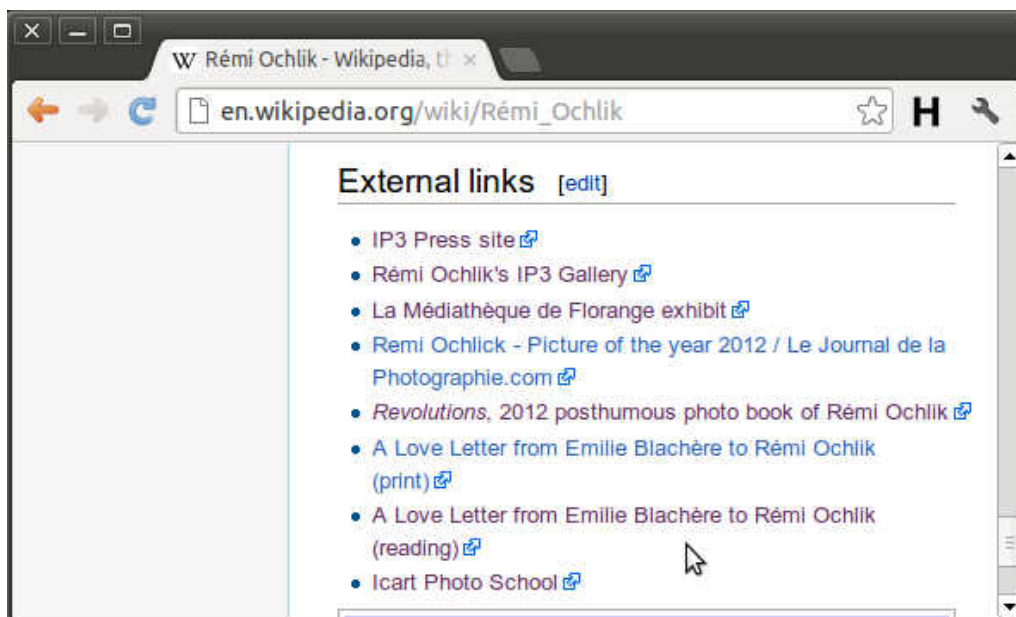 W Rémi Ochlik - Wikipedia, th
en.wikipedia.org/wiki/Rémi_Ochlik
H
External links [edit]
IP3 Press site
Rémi Ochlik's IP3 Gallery
La Médiathèque de Florange exhibit
Remi Ochlick - Picture of the year 2012 / Le Journal de la
Photographie.com
Revolutions, 2012 posthumous photo book of Rémi Ochlik
A Love Letter from Emilie Blachère to Rémi Ochlik
(print)
A Love Letter from Emilie Blachère to Rémi Ochlik
(reading)
Icart Photo School